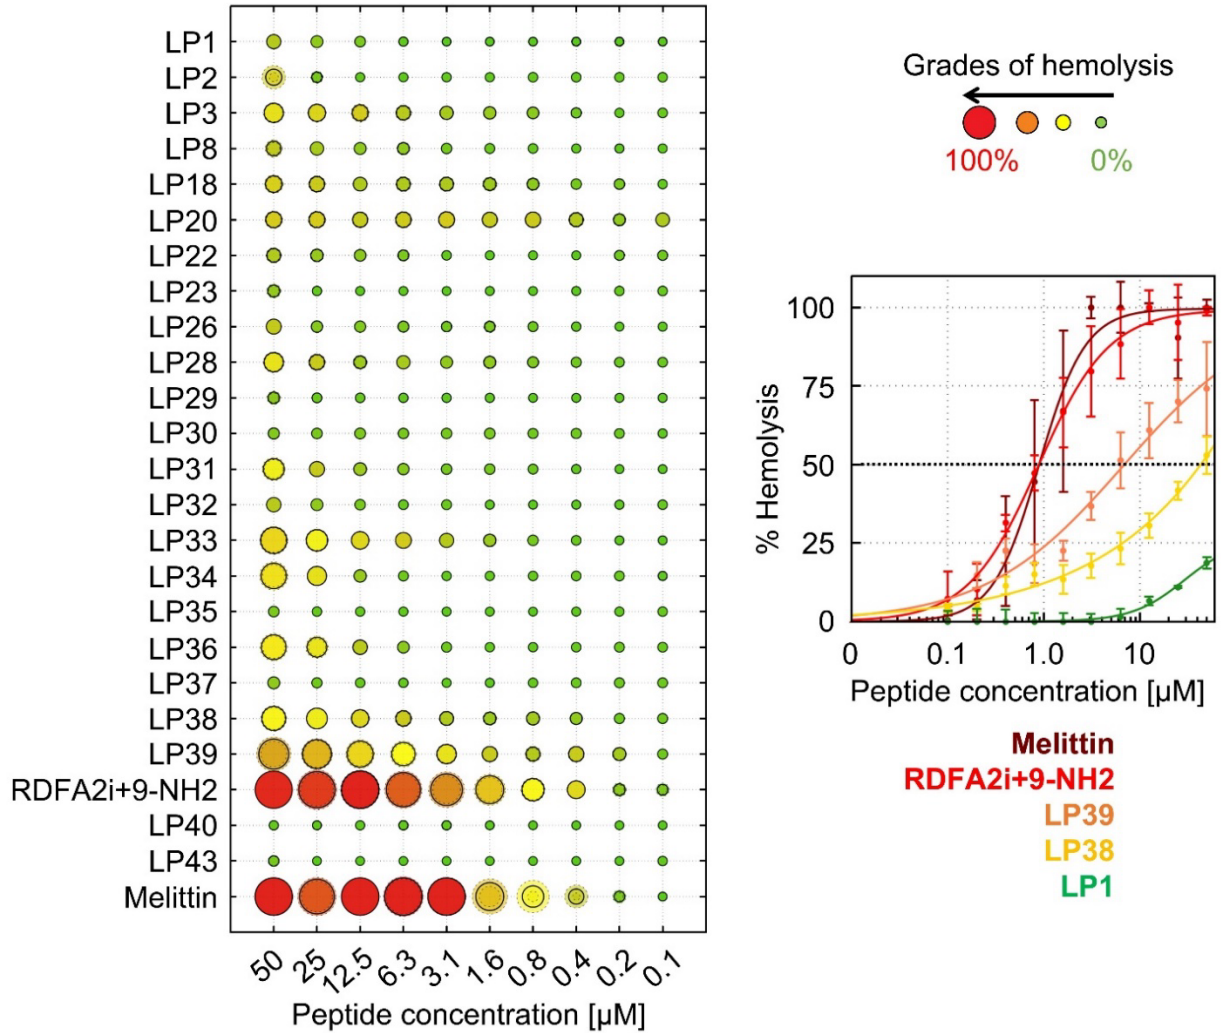 LP1
LP2
LP3
LP8
LP18
LP20
LP22
LP23
LP26
LP28
LP29
LP30
LP31
LP32
LP33
LP34
LP35
LP36
LP37
LP38
LP39
RDFA2i+9-NH2
LP40
LP43
Melittin
50 25 12.5 6.3 3.1 1.6 0.8 0.4 0.2 0.1
Peptide concentration [µM]
Grades of hemolysis
100% 0%
100
75
50
25
0
% Hemolysis
0 0.1 1.0 10
Peptide concentration [µM]
Melittin
RDFA2i+9-NH2
LP39
LP38
LP1